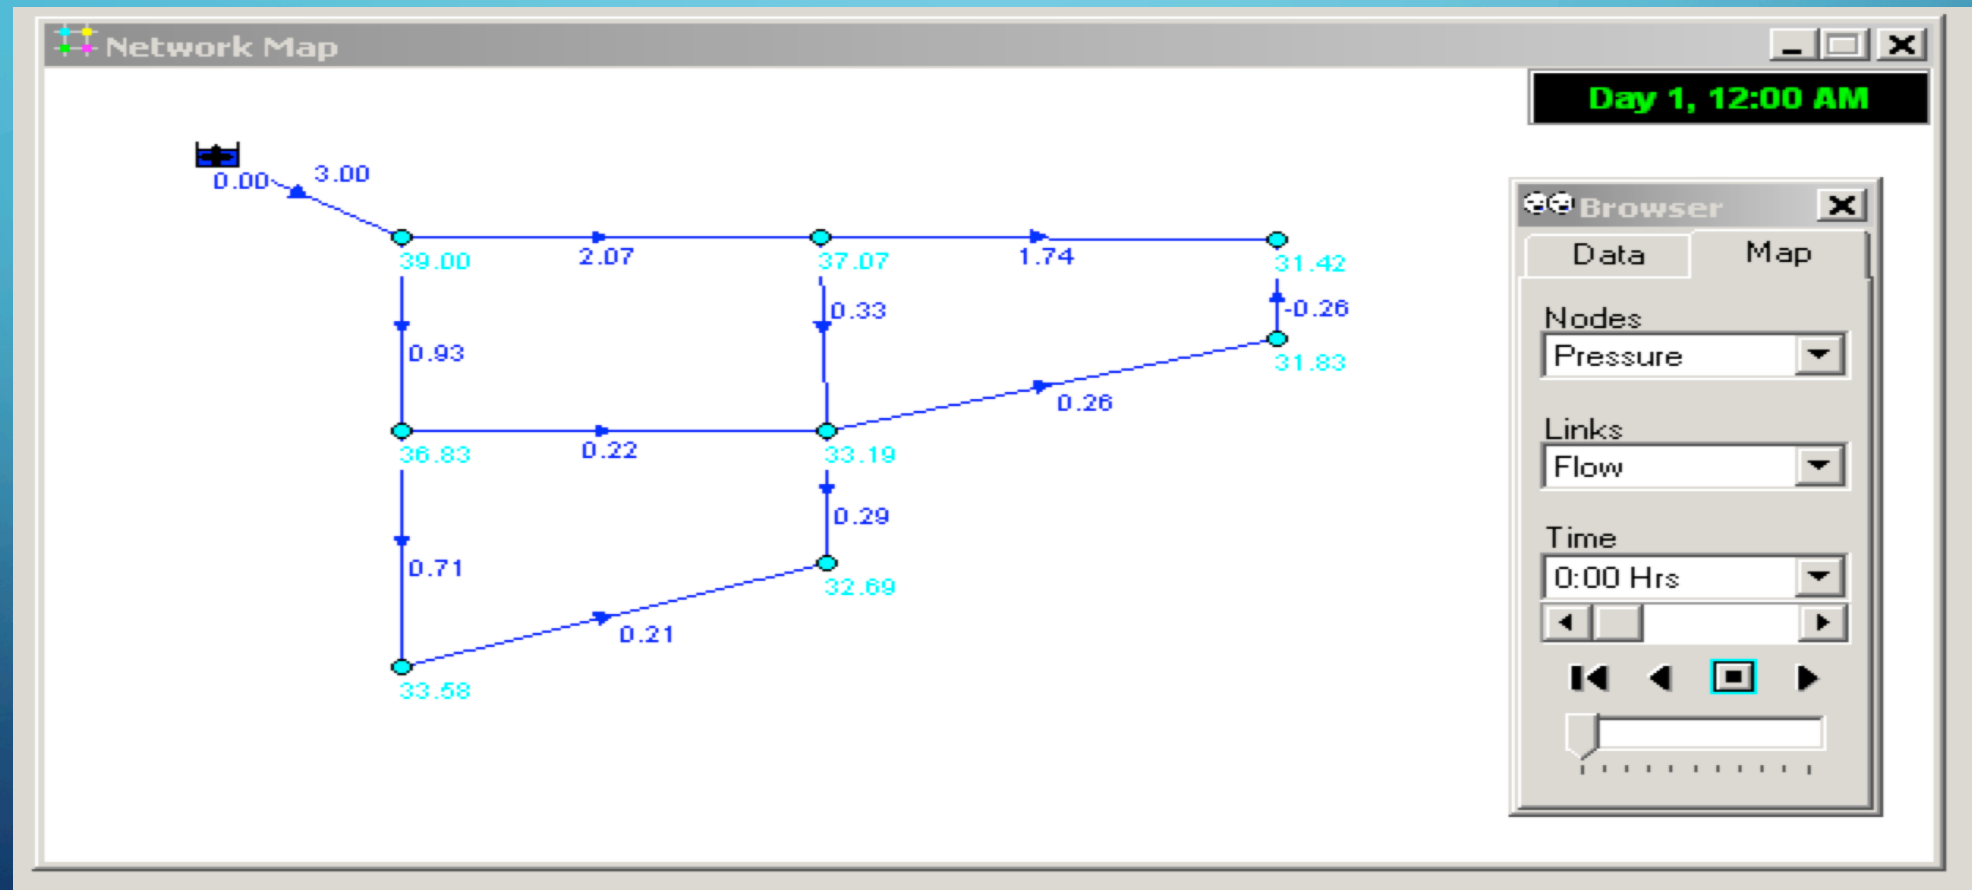 Network Map
Day 1, 12:00 AM
0.00
3.00
39.00
2.07
37.07
1.74
31.42
0.93
0.33
-0.26
31.83
36.83
0.22
33.19
0.26
0.71
0.29
32.69
0.21
33.58
Browser
Data
Map
Nodes
Pressure
Links
Flow
Time
0:00 Hrs